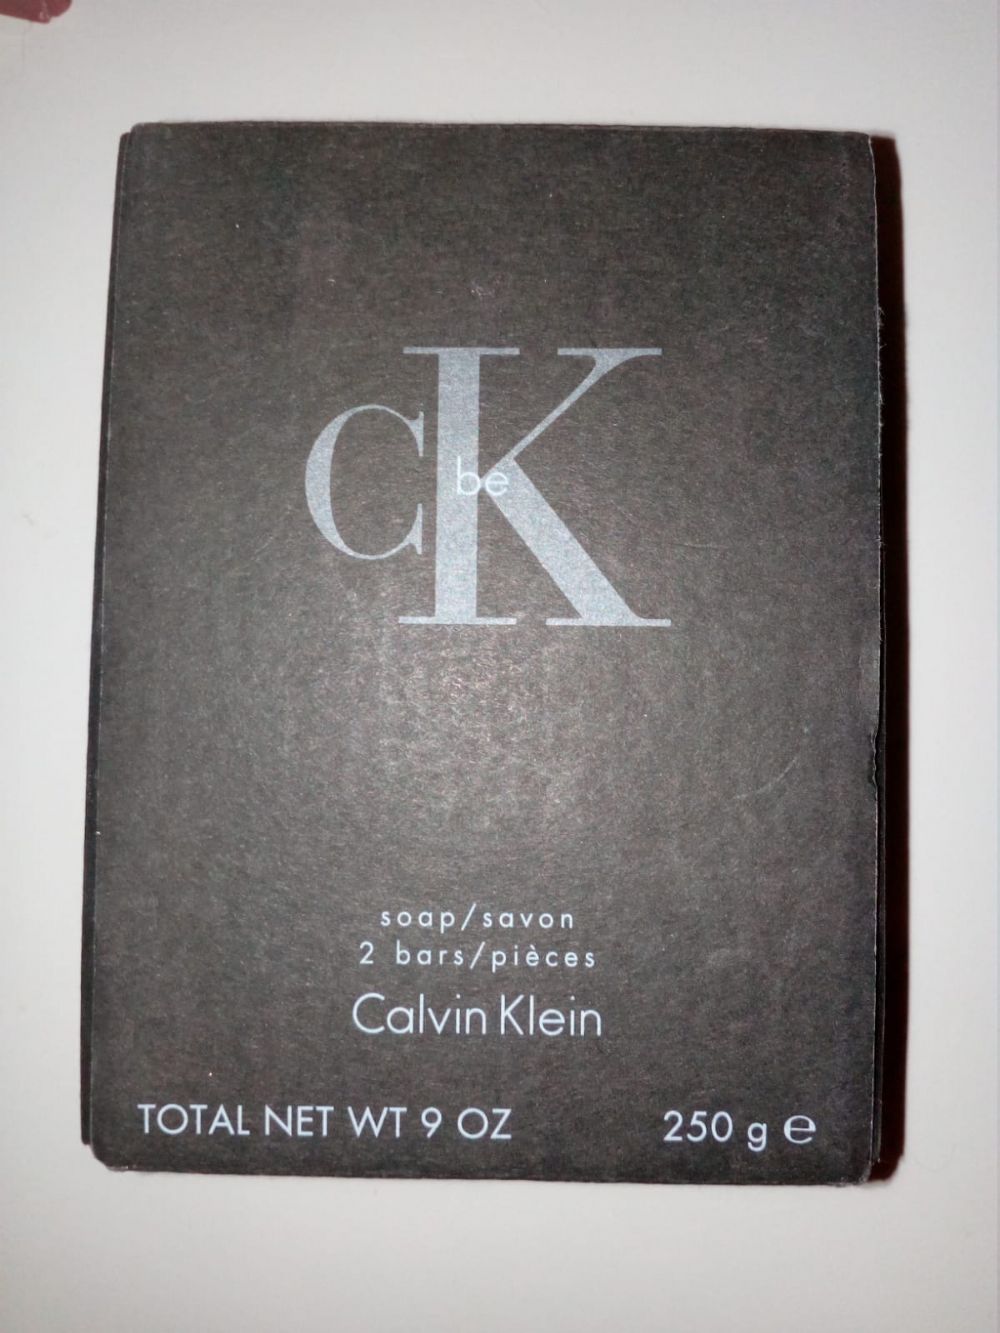 cK
be
soap/savon
2 bars/pièces
Calvin Klein
TOTAL NET WT 9 OZ 250 g ℮